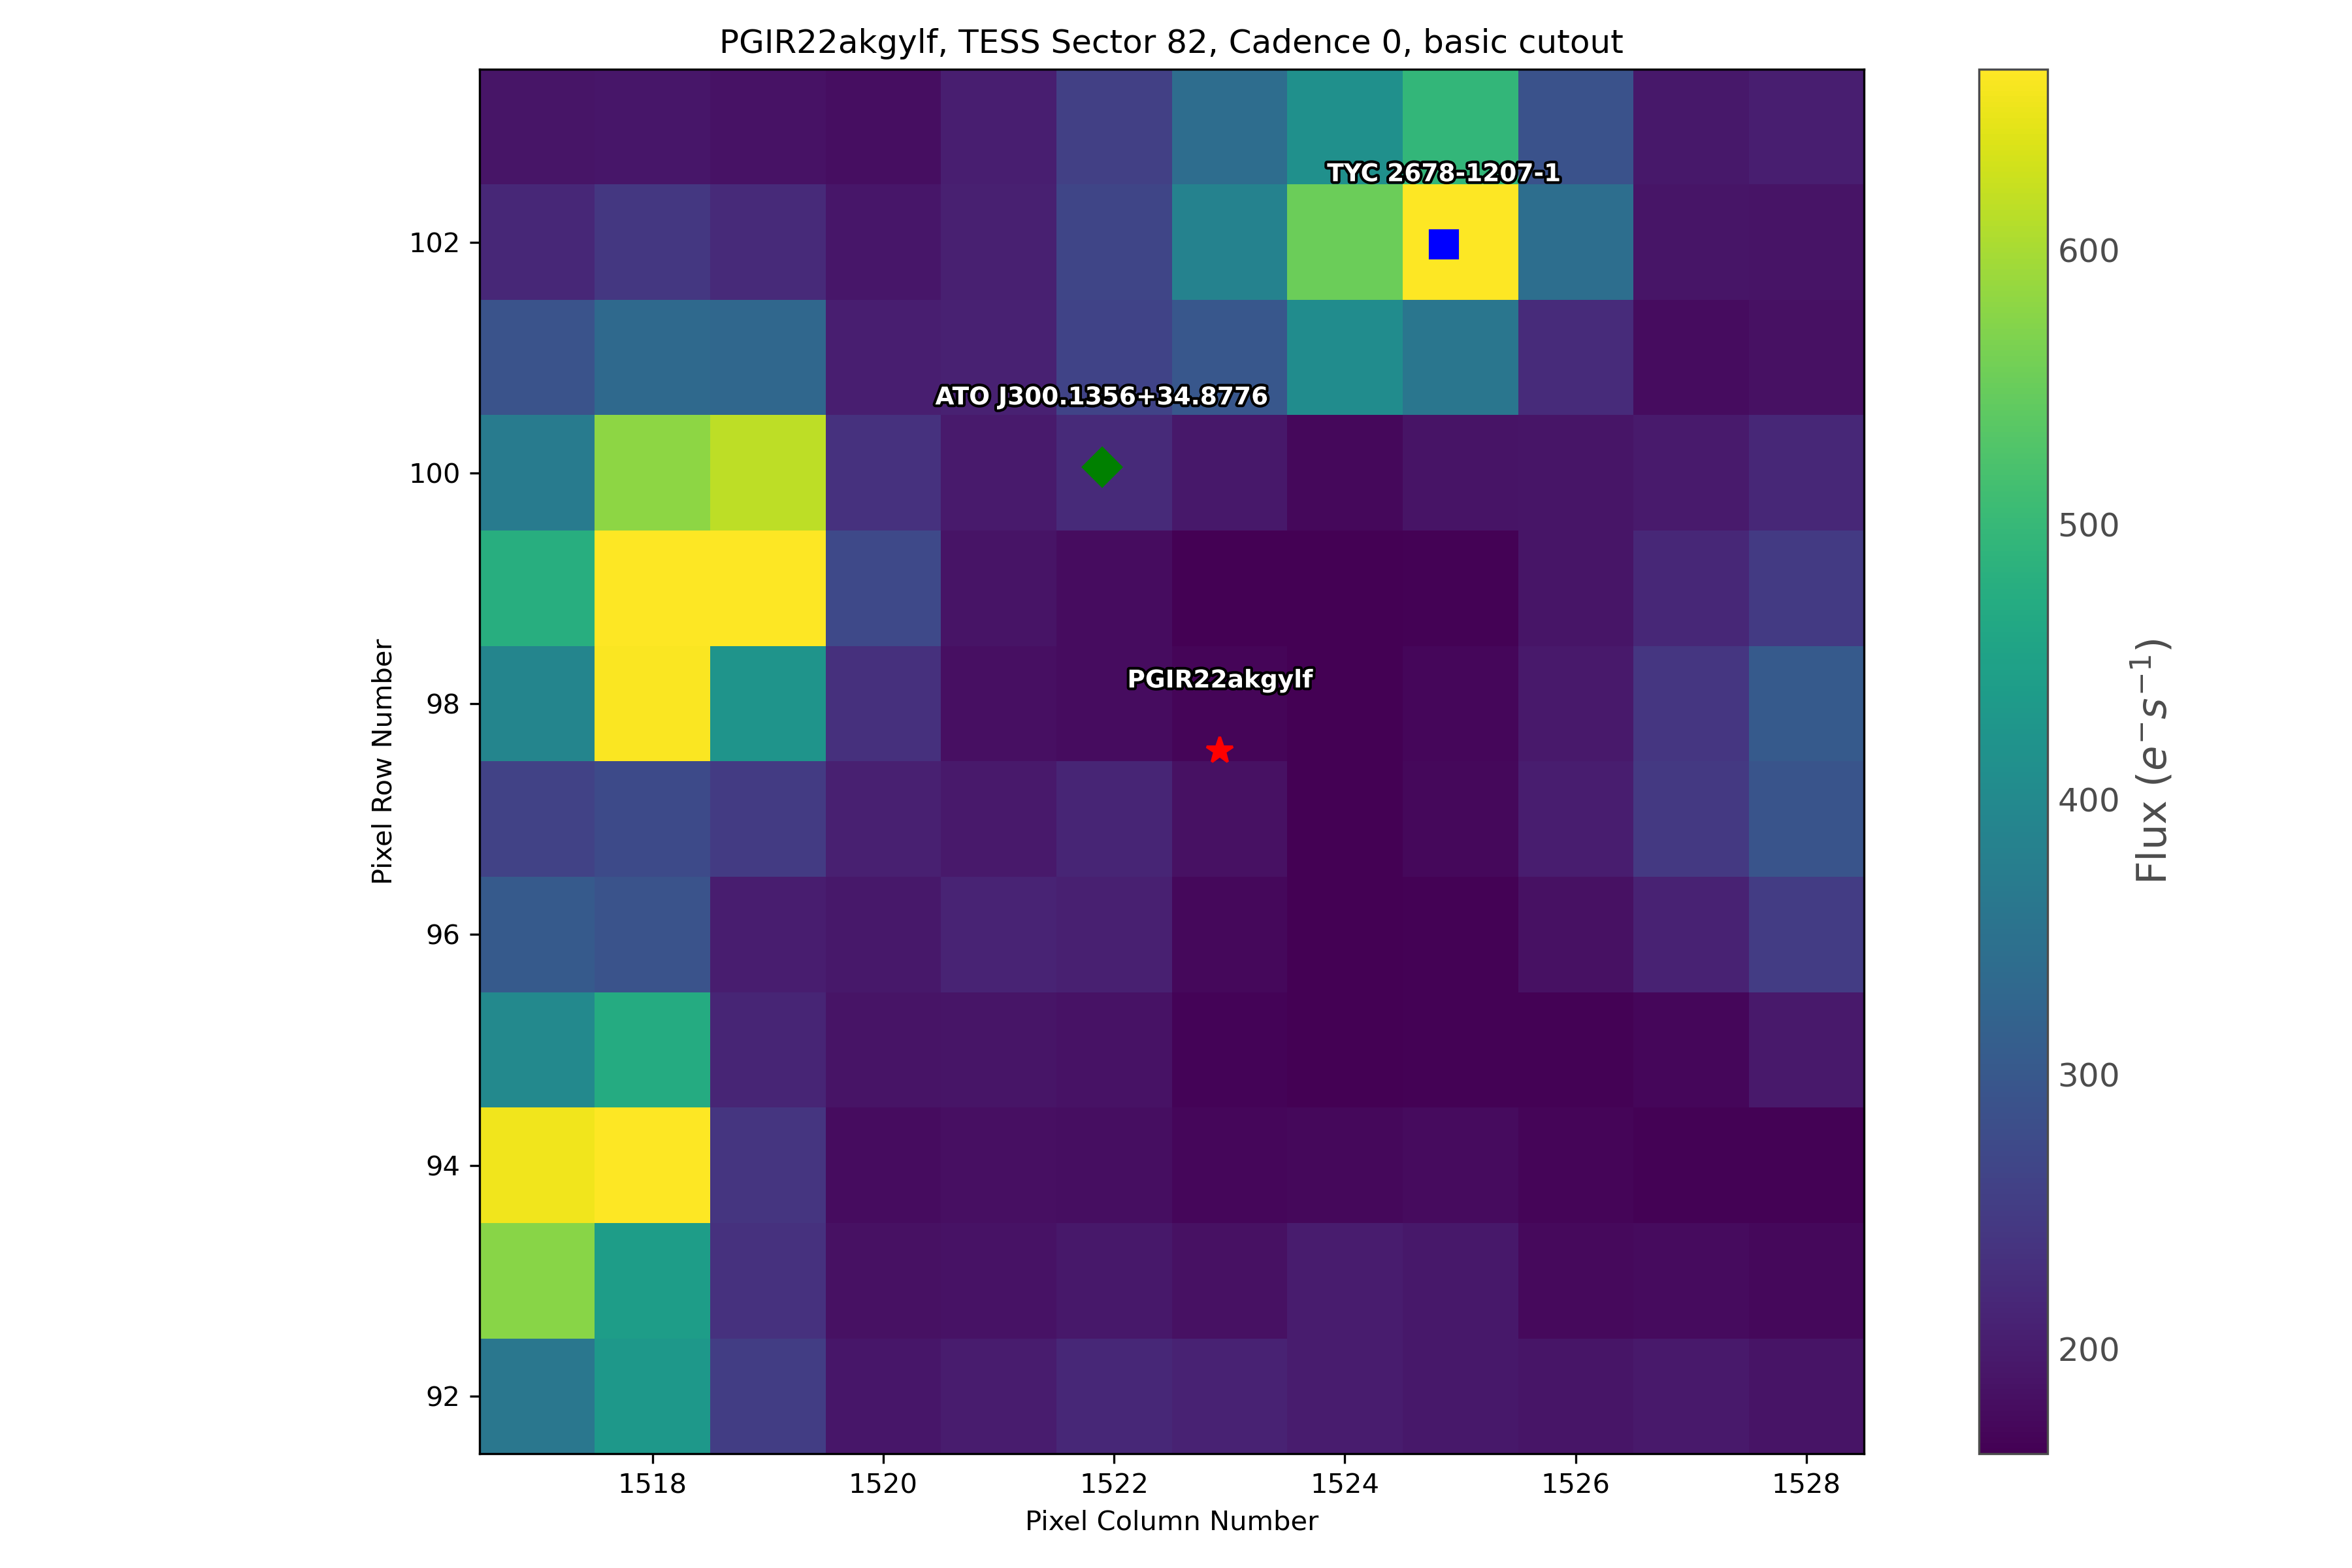 PGIR22akgylf, TESS Sector 82, Cadence 0, basic cutout
TYC 2678-1207-1
ATO J300.1356+34.8776
PGIR22akgylf
102
100
98
96
94
92
Pixel Row Number
1518 1520 1522 1524 1526 1528
Pixel Column Number
600
500
400
300
200
Flux (e⁻s⁻¹)